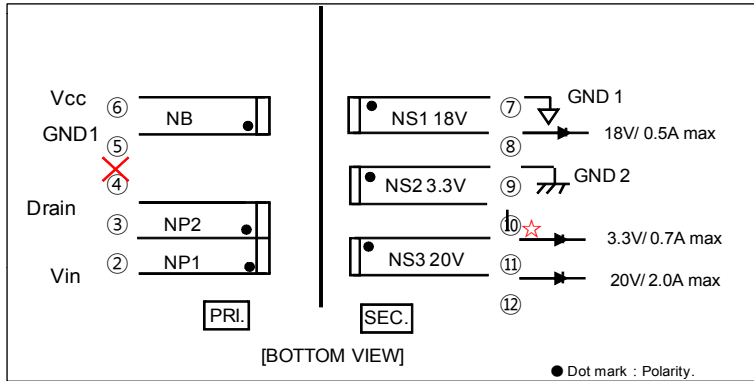 Vcc ⑥ NB
GND1 ⑤
④
Drain ③ NP2
② NP1
Vin
PRI.
NS1 18V ⑦ GND 1
⑧ 18V/ 0.5A max
NS2 3.3V ⑨ GND 2
⑩ ☆ 3.3V/ 0.7A max
NS3 20V ⑪ 20V/ 2.0A max
⑫
SEC.
[BOTTOM VIEW]
● Dot mark : Polarity.